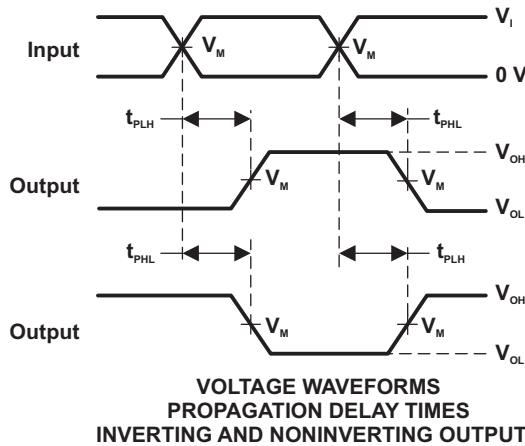 Input
V_M
V_M
V_I
0 V
t_PLH
t_PHL
Output
V_M
V_M
V_OH
V_OL
t_PHL
t_PLH
Output
V_M
V_M
V_OH
V_OL
VOLTAGE WAVEFORMS
PROPAGATION DELAY TIMES
INVERTING AND NONINVERTING OUTPUT